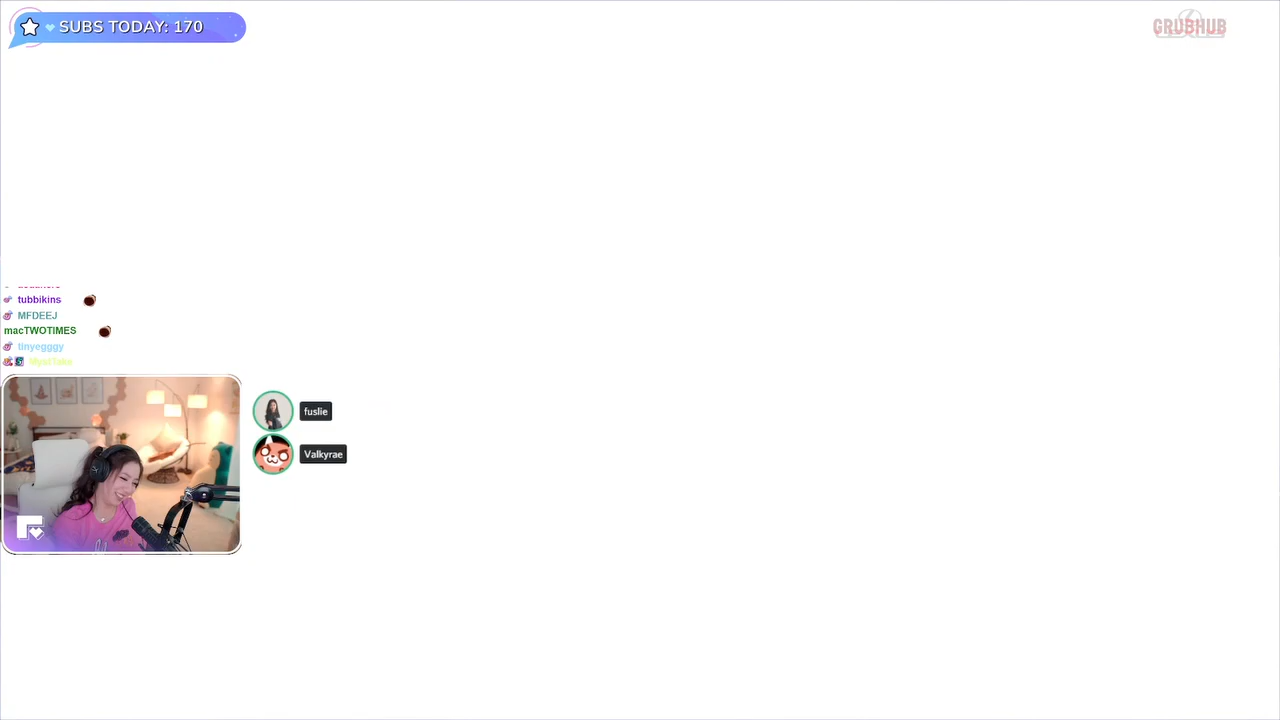 SUBS TODAY: 170
GRUBHUB
tubbikins
MFDEEJ
macTWOTIMES
tinyegggy
fuslie
Valkyrae